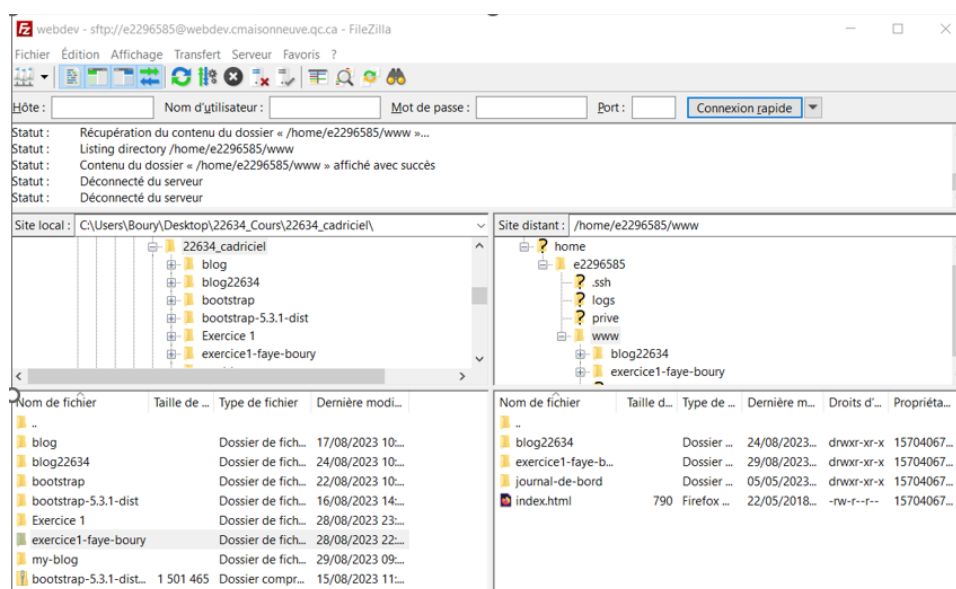 webdev - sftp://e2296585@webdev.cmaisonneuve.qc.ca - FileZilla
Fichier Édition Affichage Transfert Serveur Favoris ?
Hôte : Nom d'utilisateur : Mot de passe : Port : Connexion rapide
Statut : Récupération du contenu du dossier « /home/e2296585/www »...
Statut : Listing directory /home/e2296585/www
Statut : Contenu du dossier « /home/e2296585/www » affiché avec succès
Statut : Déconnecté du serveur
Statut : Déconnecté du serveur
Site local : C:\Users\Boury\Desktop\22634_Cours\22634_cadriciel\
22634_cadriciel
blog
blog22634
bootstrap
bootstrap-5.3.1-dist
Exercice 1
exercice1-faye-boury
Site distant : /home/e2296585/www
home
e2296585
.ssh
logs
prive
www
blog22634
exercice1-faye-boury
Nom de fichier Taille de ... Type de fichier Dernière modi...
..
blog Dossier de fich... 17/08/2023 10:...
blog22634 Dossier de fich... 24/08/2023 10:...
bootstrap Dossier de fich... 22/08/2023 10:...
bootstrap-5.3.1-dist Dossier de fich... 16/08/2023 14:...
Exercice 1 Dossier de fich... 28/08/2023 23:...
exercice1-faye-boury Dossier de fich... 28/08/2023 22:...
my-blog Dossier de fich... 29/08/2023 09:...
bootstrap-5.3.1-dist... 1 501 465 Dossier compr... 15/08/2023 11:...
Nom de fichier Taille d... Type de ... Dernière m... Droits d'... Propriéta...
..
blog22634 Dossier ... 24/08/2023... drwxr-xr-x 15704067...
exercice1-faye-b... Dossier ... 29/08/2023... drwxr-xr-x 15704067...
journal-de-bord Dossier ... 05/05/2023... drwxr-xr-x 15704067...
index.html 790 Firefox ... 22/05/2018... -rw-r--r-- 15704067...